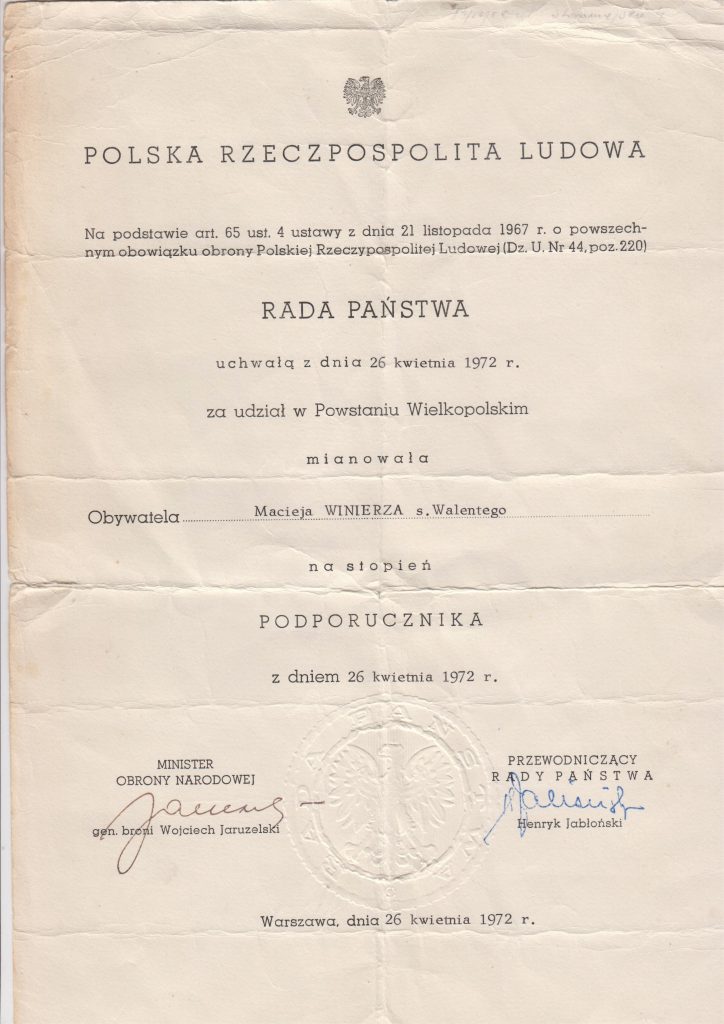 POLSKA RZECZPOSPOLITA LUDOWA
Na podstawie art. 65 ust. 4 ustawy z dnia 21 listopada 1967 r. o powszech-
nym obowiązku obrony Polskiej Rzeczypospolitej Ludowej (Dz. U. Nr 44, poz. 220)
RADA PAŃSTWA
uchwałą z dnia 26 kwietnia 1972 r.
za udział w Powstaniu Wielkopolskim
mianowała
Obywatela Macieja WINIERZA s. Walentego
na stopień
PODPORUCZNIKA
z dniem 26 kwietnia 1972 r.
MINISTER
OBRONY NARODOWEJ
gen. broni Wojciech Jaruzelski
PRZEWODNICZĄCY
RADY PAŃSTWA
Henryk Jabłoński
RADA PAŃSTWA
Warszawa, dnia 26 kwietnia 1972 r.